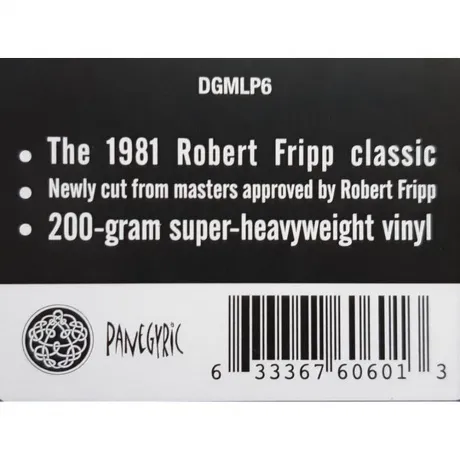 DGMLP6
• The 1981 Robert Fripp classic
• Newly cut from masters approved by Robert Fripp
• 200-gram super-heavyweight vinyl
PANEGYRIC
6 33367 60601 3